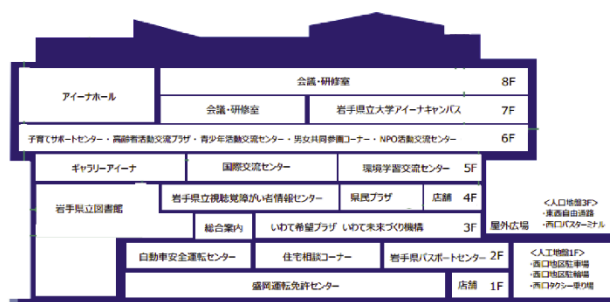 アイーナホール
会議・研修室 8F
会議・研修室 岩手県立大学アイーナキャンパス 7F
子育てサポートセンター・高齢者活動交流プラザ・青少年活動交流センター・男女共同参画コーナー・NPO活動交流センター 6F
ギャラリーアイーナ 国際交流センター 環境学習交流センター 5F
岩手県立図書館
岩手県立視聴覚障がい者情報センター 県民プラザ 店舗 4F
総合案内 いわて希望プラザ いわて未来づくり機構 3F
屋外広場
<人口地盤3F>
・東西自由通路
・西口バスターミナル
自動車安全運転センター 住宅相談コーナー 岩手県パスポートセンター 2F
盛岡運転免許センター 店舗 1F
<人工地盤1F>
・西口地区駐車場
・西口地区駐輪場
・西口タクシー乗り場